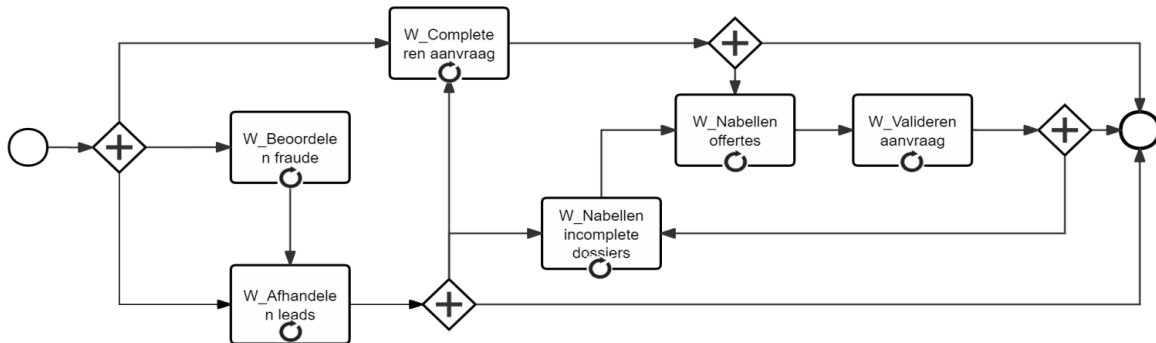 W_Complete
ren aanvraag
W_Beoordele
n fraude
W_Nabellen
offertes
W_Valideren
aanvraag
W_Nabellen
incomplete
dossiers
W_Afhandele
n leads